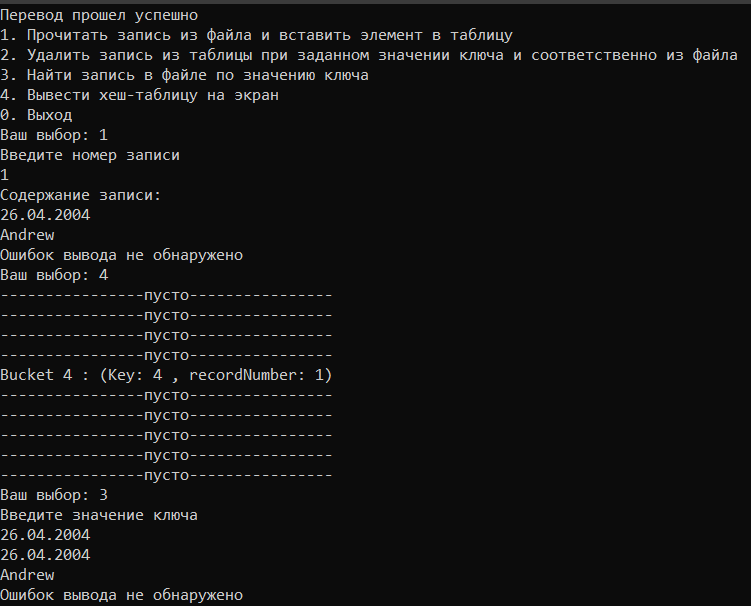 Перевод прошел успешно
1. Прочитать запись из файла и вставить элемент в таблицу
2. Удалить запись из таблицы при заданном значении ключа и соответственно из файла
3. Найти запись в файле по значению ключа
4. Вывести хеш-таблицу на экран
0. Выход
Ваш выбор: 1
Введите номер записи
1
Содержание записи:
26.04.2004
Andrew
Ошибок вывода не обнаружено
Ваш выбор: 4
----------------пусто----------------
----------------пусто----------------
----------------пусто----------------
----------------пусто----------------
Bucket 4 : (Key: 4 , recordNumber: 1)
----------------пусто----------------
----------------пусто----------------
----------------пусто----------------
----------------пусто----------------
----------------пусто----------------
Ваш выбор: 3
Введите значение ключа
26.04.2004
26.04.2004
Andrew
Ошибок вывода не обнаружено